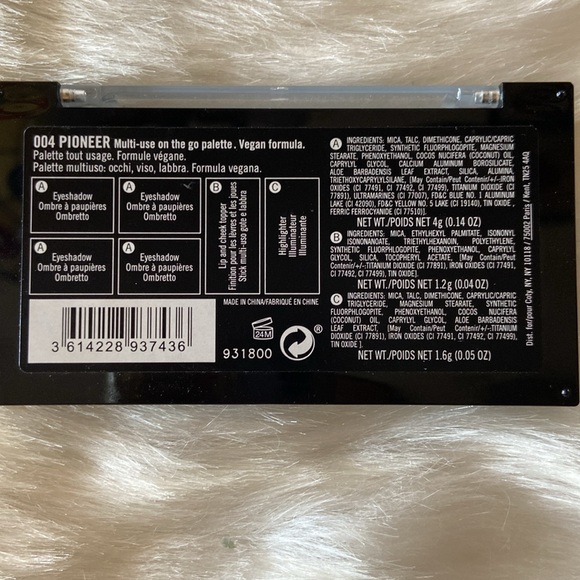 004 PIONEER Multi-use on the go palette. Vegan formula.
Palette tout usage. Formule végane.
Palette multiuso: occhi, viso, labbra. Formula vegana.
A
Eyeshadow
Ombre à paupières
Ombretto
A
Eyeshadow
Ombre à paupières
Ombretto
A
Eyeshadow
Ombre à paupières
Ombretto
A
Eyeshadow
Ombre à paupières
Ombretto
B
Lip and cheek topper
Finition pour les lèvres et les joues
Stick multi-uso gote e labbra
C
Highlighter
Illuminateur
Illuminante
MADE IN CHINA/FABRIQUÉ EN CHINE
3 614228 937436
24M
931800
A INGREDIENTS: MICA, TALC, DIMETHICONE, CAPRYLIC/CAPRIC
TRIGLYCERIDE, SYNTHETIC FLUORPHLOGOPITE, MAGNESIUM
STEARATE, PHENOXYETHANOL, COCOS NUCIFERA (COCONUT) OIL,
CAPRYLYL GLYCOL, CALCIUM ALUMINUM BOROSILICATE,
ALOE BARBADENSIS LEAF EXTRACT, SILICA, ALUMINA,
TRIETHOXYCAPRYLYLSILANE, [May Contain/Peut Contenir/+/-:IRON
OXIDES (CI 77491, CI 77492, CI 77499), TITANIUM DIOXIDE (CI
77891), ULTRAMARINES (CI 77007), FD&C BLUE NO. 1 ALUMINUM
LAKE (CI 42090), FD&C YELLOW NO. 5 LAKE (CI 19140), TIN OXIDE,
FERRIC FERROCYANIDE (CI 77510)].
NET WT./POIDS NET 4g (0.14 OZ)
B INGREDIENTS: MICA, ETHYLHEXYL PALMITATE, ISONONYL
ISONONANOATE, TRIETHYLHEXANOIN, POLYETHYLENE,
SYNTHETIC FLUORPHLOGOPITE, PHENOXYETHANOL, CAPRYLYL
GLYCOL, SILICA, TOCOPHERYL ACETATE, [May Contain/Peut
Contenir/+/-:TITANIUM DIOXIDE (CI 77891), IRON OXIDES (CI 77491,
CI 77492, CI 77499), TIN OXIDE].
NET WT./POIDS NET 1.2g (0.04 OZ)
C INGREDIENTS: MICA, TALC, DIMETHICONE, CAPRYLIC/CAPRIC
TRIGLYCERIDE, MAGNESIUM STEARATE, SYNTHETIC
FLUORPHLOGOPITE, PHENOXYETHANOL, COCOS NUCIFERA
(COCONUT) OIL, CAPRYLYL GLYCOL, ALOE BARBADENSIS
LEAF EXTRACT, [May Contain/Peut Contenir/+/-:TITANIUM
DIOXIDE (CI 77891), IRON OXIDES (CI 77491, CI 77492, CI 77499),
TIN OXIDE ].
NET WT./POIDS NET 1.6g (0.05 OZ)
Dist. for/pour Coty, NY, NY 10118 / 75002 Paris / Kent, TN25 4AQ